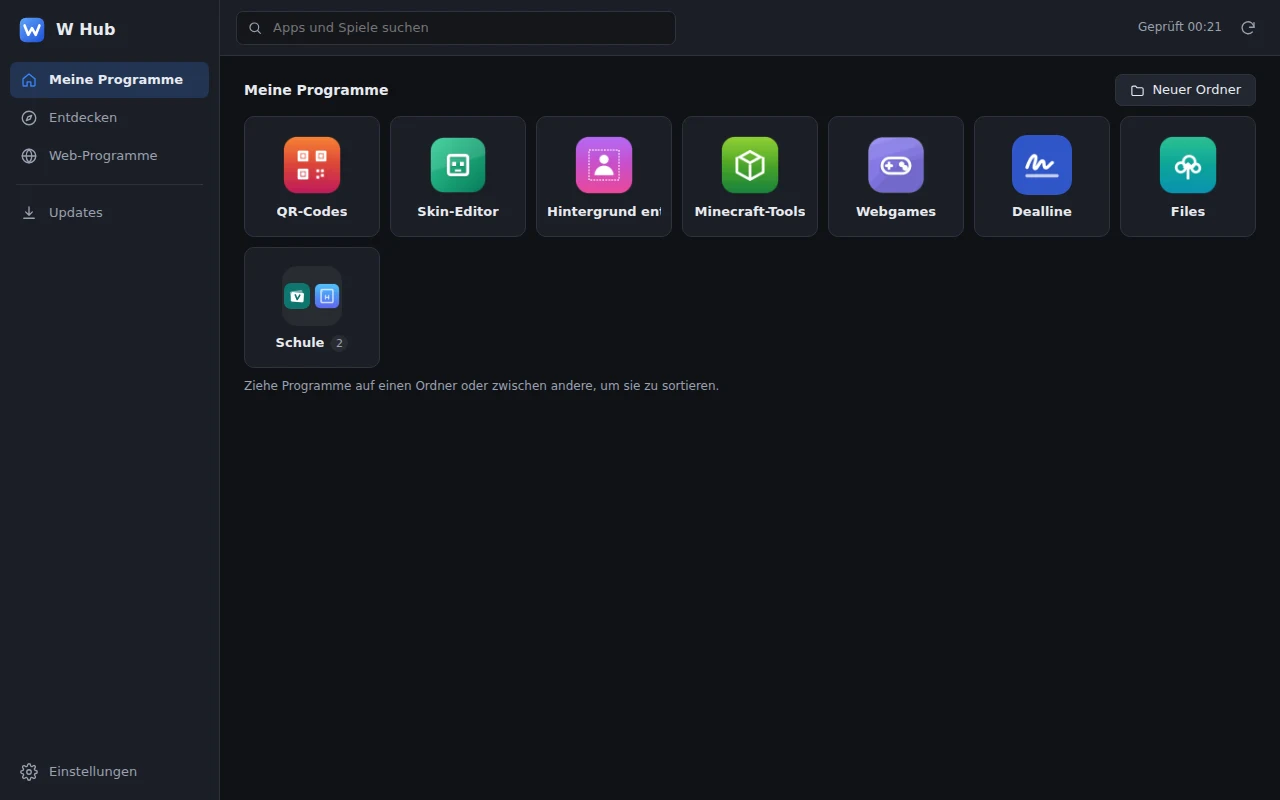 W Hub
Apps und Spiele suchen
Geprüft 00:21
Meine Programme
Entdecken
Web-Programme
Updates
Einstellungen
Meine Programme
Neuer Ordner
QR-Codes
Skin-Editor
Hintergrund ent
Minecraft-Tools
Webgames
Dealline
Files
Schule 2
Ziehe Programme auf einen Ordner oder zwischen andere, um sie zu sortieren.